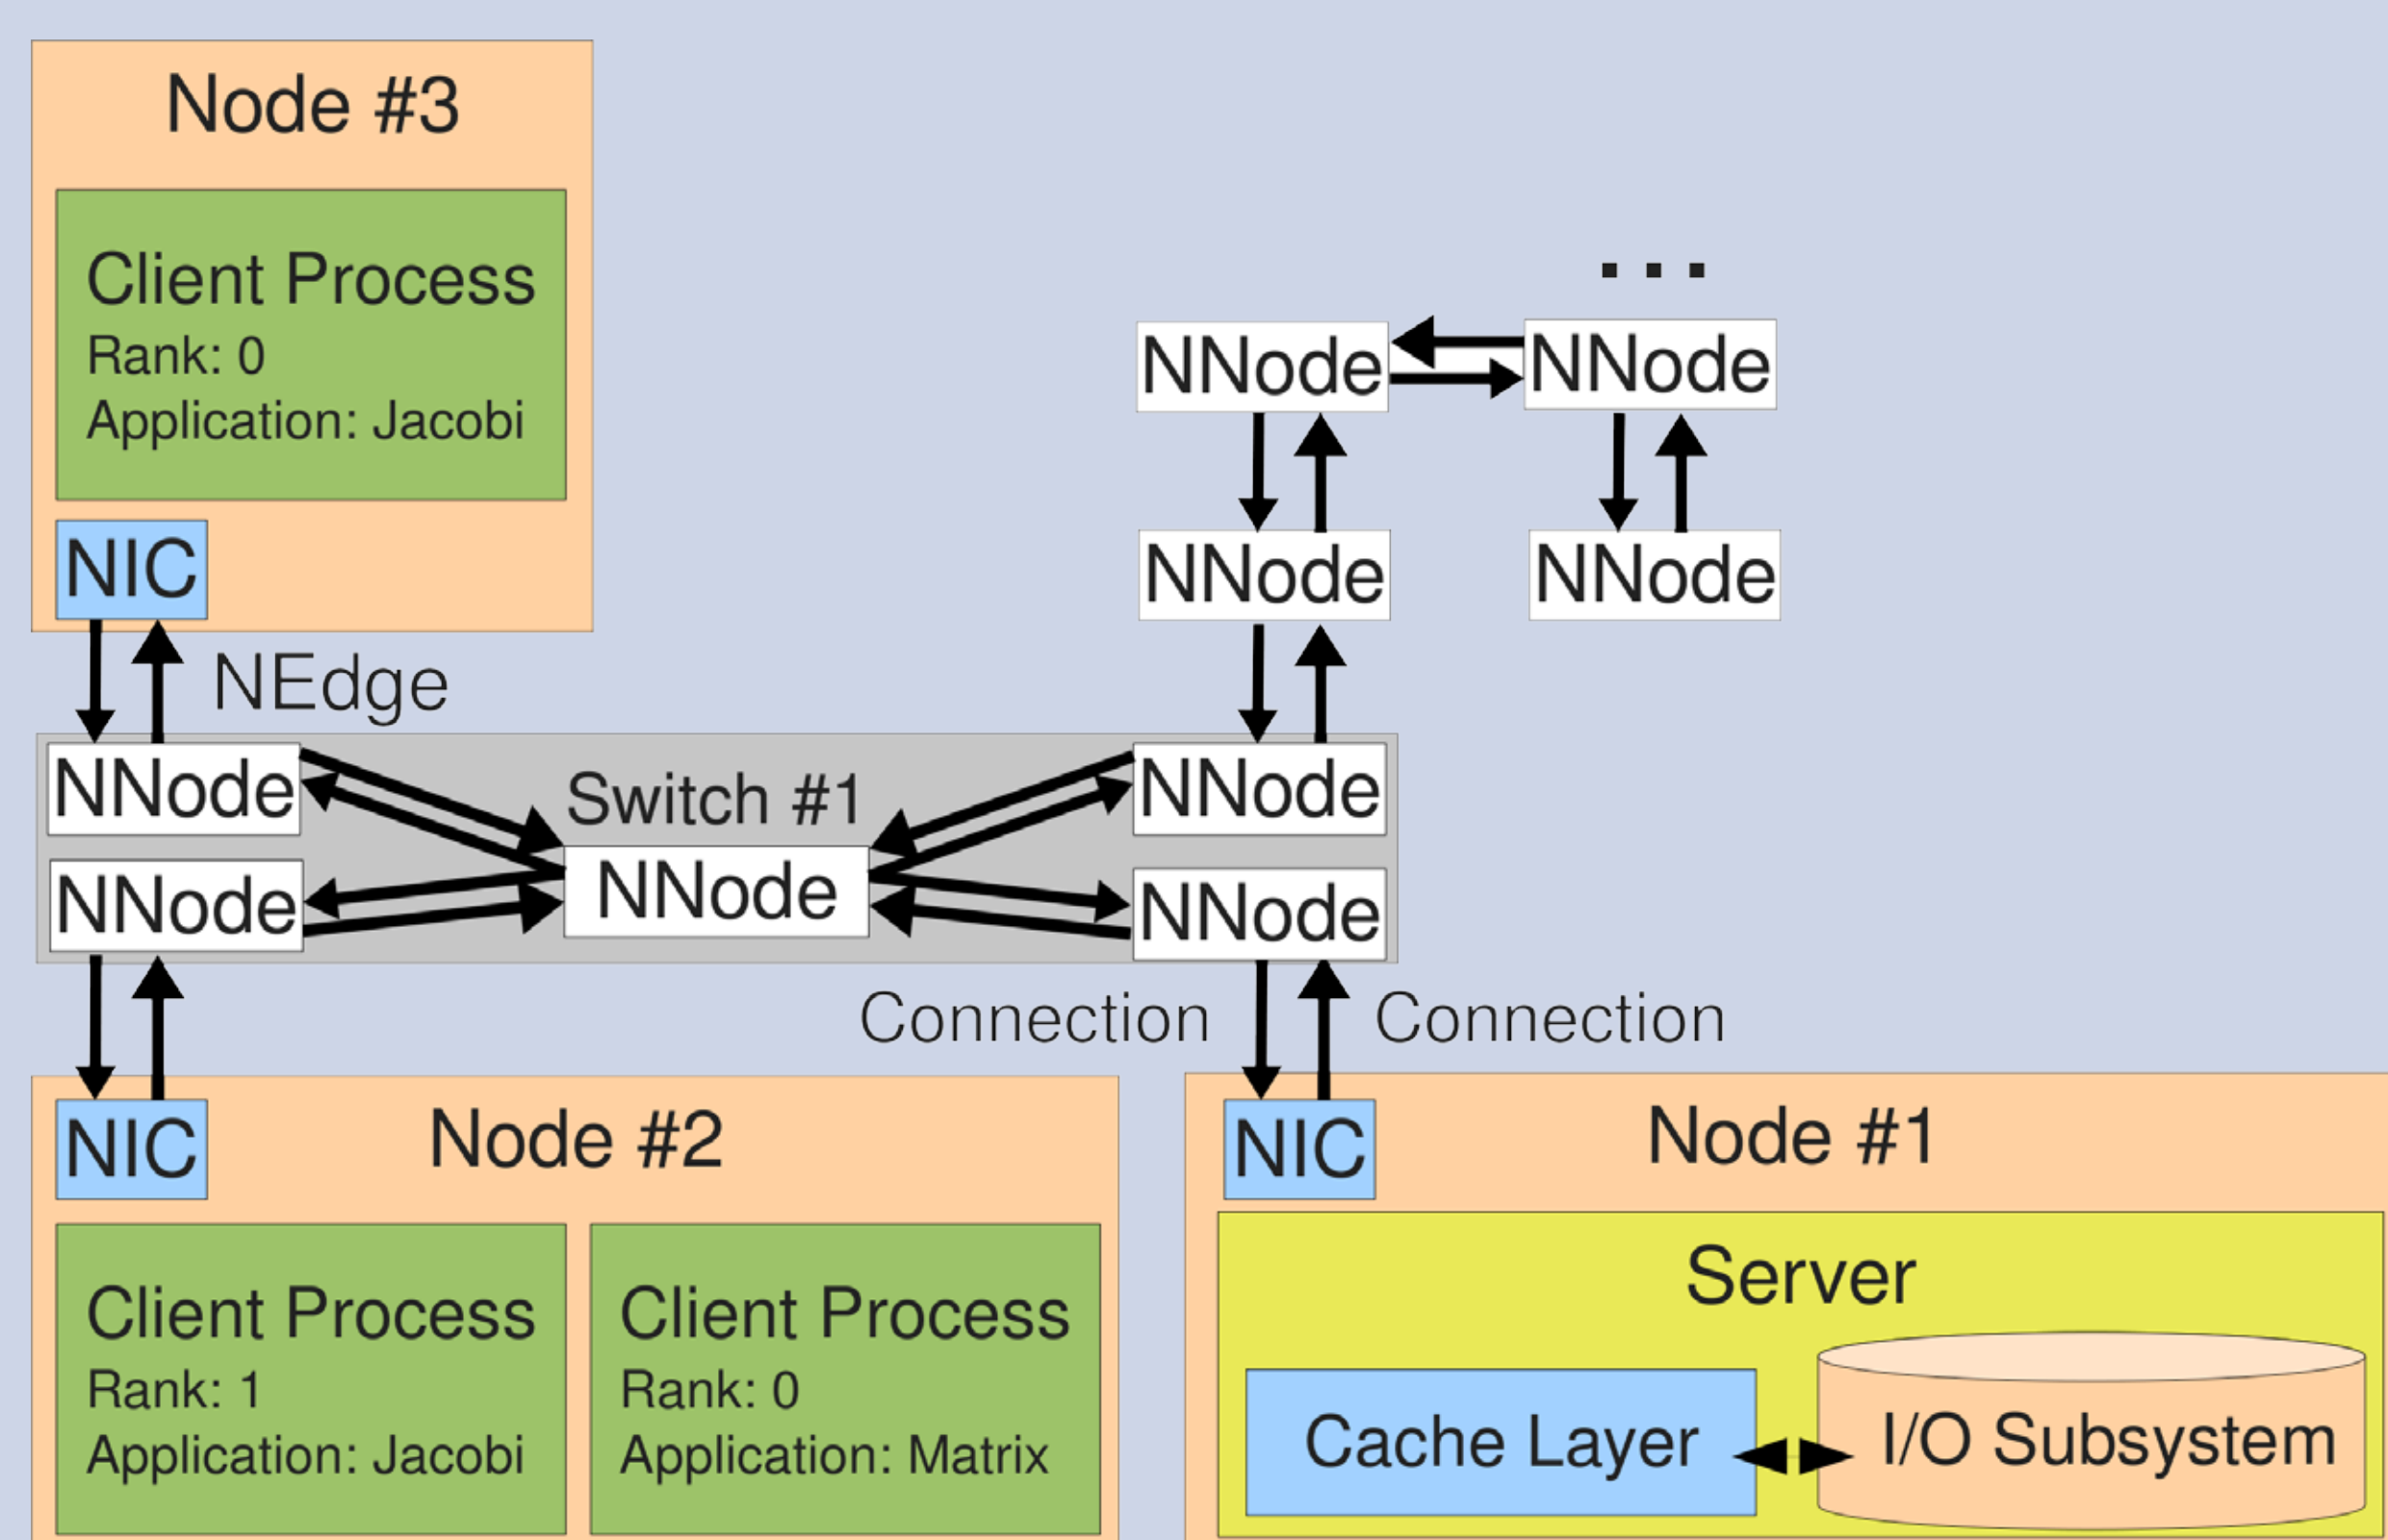 Node #3
Client Process
Rank: 0
Application: Jacobi
NIC
NEdge
...
NNode
NNode
NNode
NNode
NNode
Switch #1
NNode
NNode
NNode
NNode
Connection
Connection
NIC
Node #2
Client Process
Rank: 1
Application: Jacobi
Client Process
Rank: 0
Application: Matrix
NIC
Node #1
Server
Cache Layer
I/O Subsystem